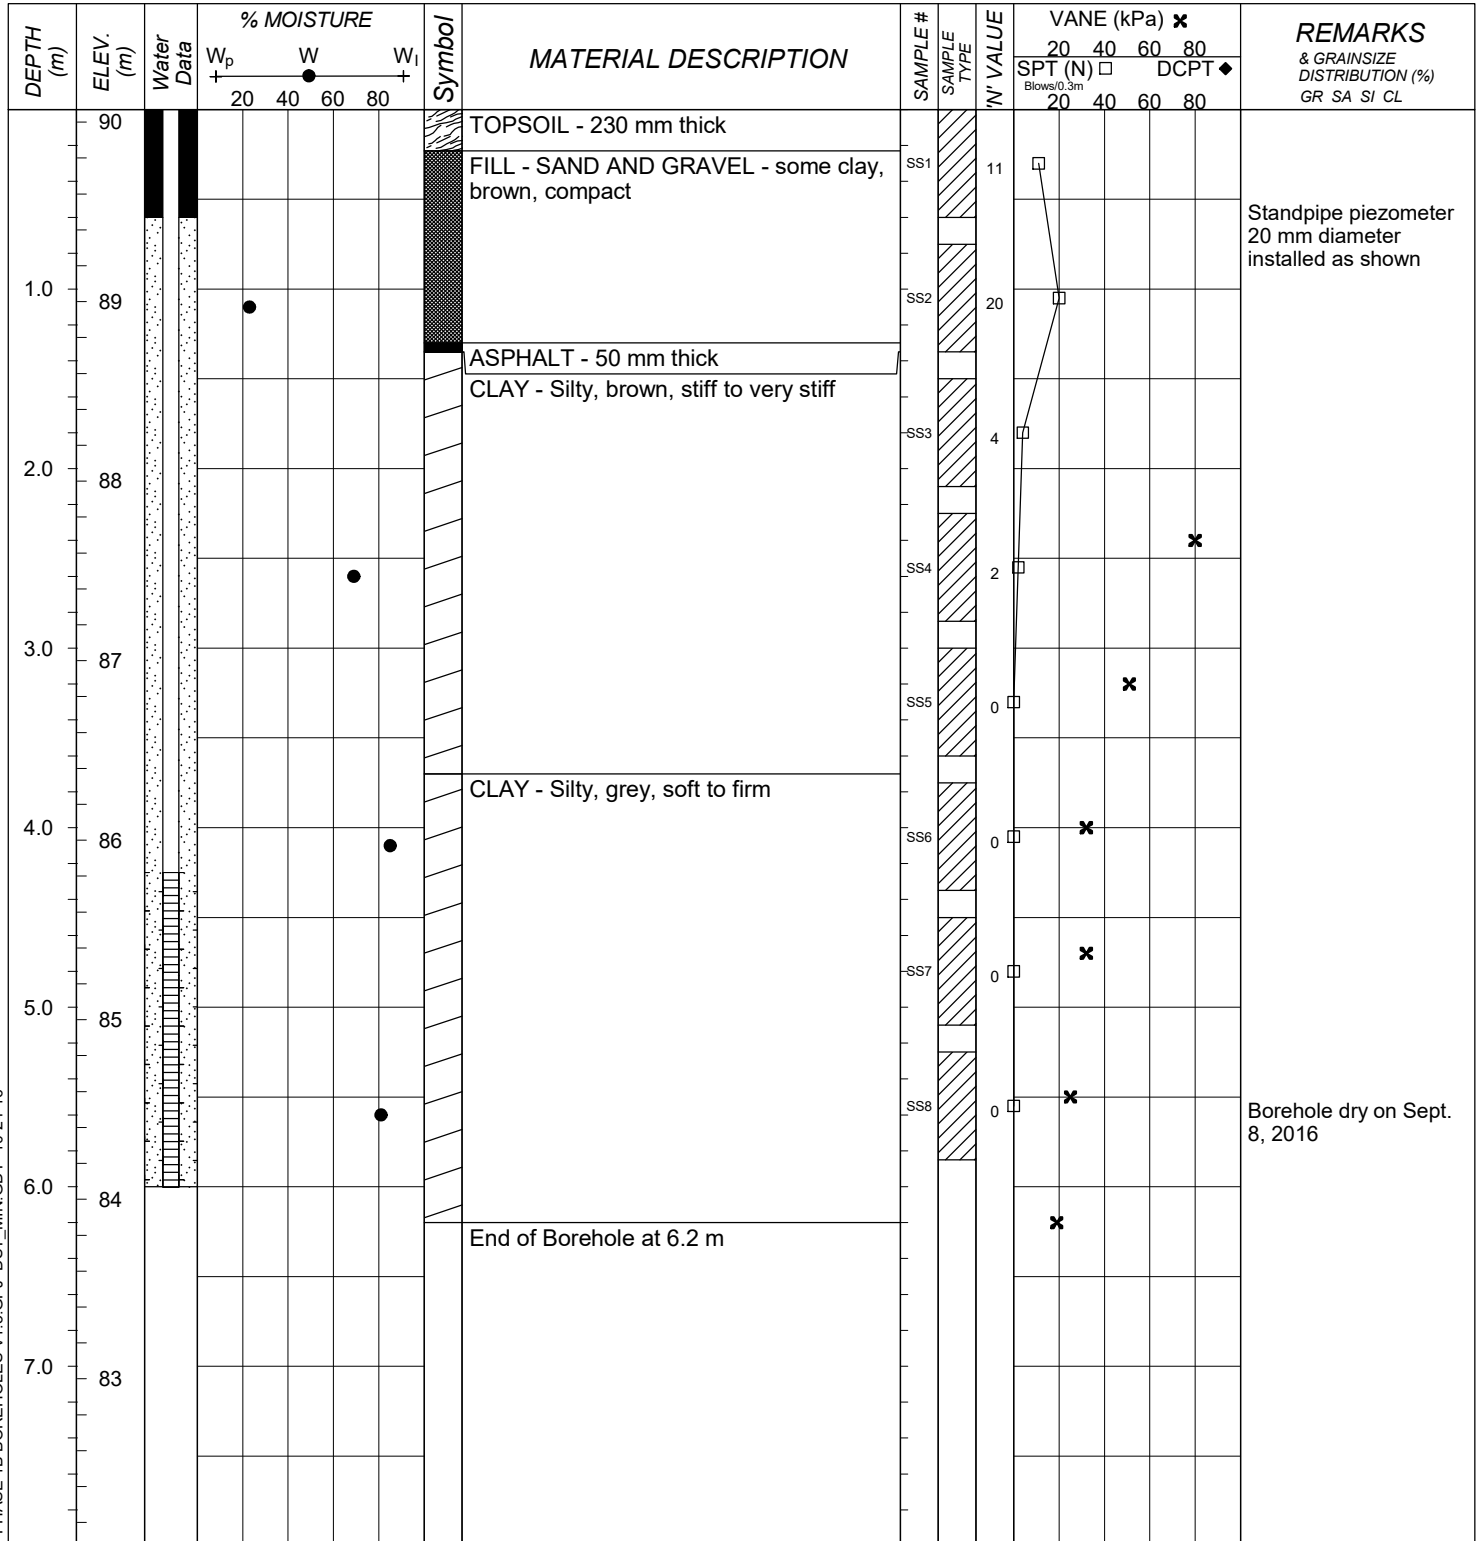 DEPTH (m)
ELEV. (m)
Water Data
% MOISTURE
Wp W Wl
20 40 60 80
Symbol
MATERIAL DESCRIPTION
SAMPLE #
SAMPLE TYPE
'N' VALUE
VANE (kPa)
20 40 60 80
SPT (N) DCPT
Blows/0.3m
20 40 60 80
REMARKS
& GRAINSIZE
DISTRIBUTION (%)
GR SA SI CL
90
TOPSOIL - 230 mm thick
FILL - SAND AND GRAVEL - some clay,
brown, compact
SS1
11
Standpipe piezometer
20 mm diameter
installed as shown
1.0
89
SS2
20
ASPHALT - 50 mm thick
CLAY - Silty, brown, stiff to very stiff
SS3
4
2.0
88
SS4
2
3.0
87
SS5
0
CLAY - Silty, grey, soft to firm
4.0
86
SS6
0
SS7
0
5.0
85
SS8
0
Borehole dry on Sept.
8, 2016
6.0
84
End of Borehole at 6.2 m
7.0
83